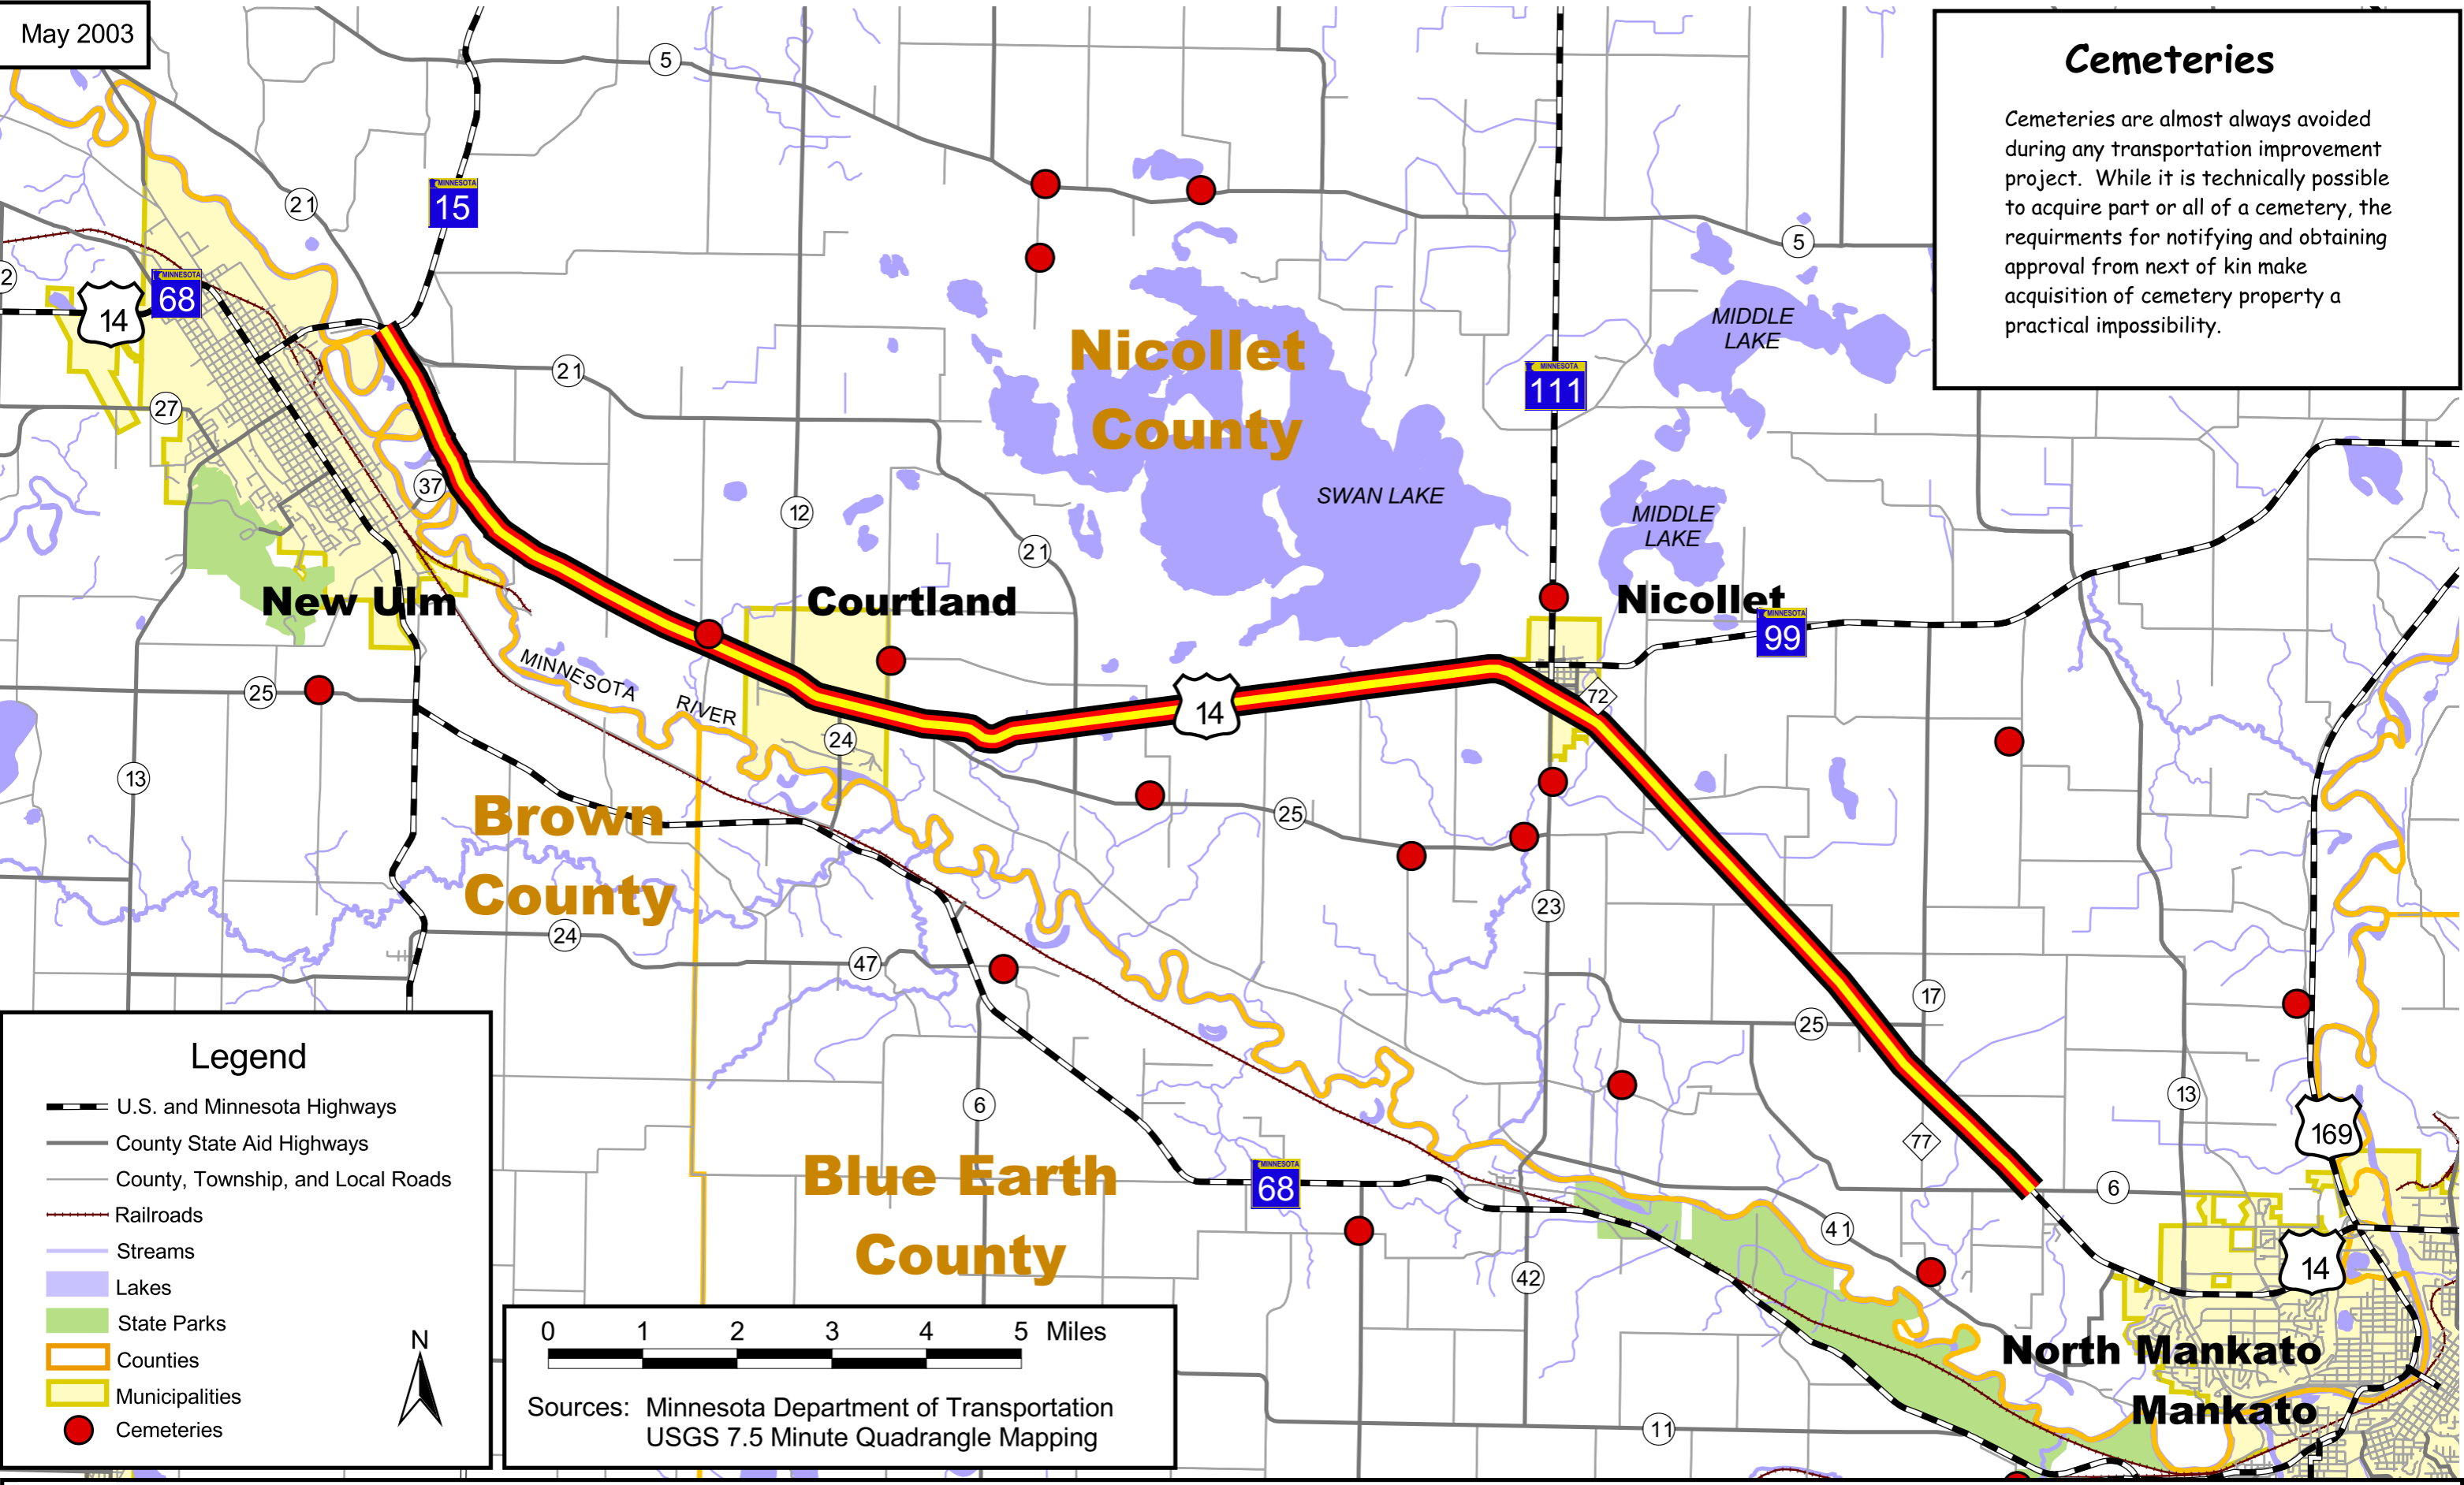 May 2003
Cemeteries
Cemeteries are almost always avoided
during any transportation improvement
project. While it is technically possible
to acquire part or all of a cemetery, the
requirments for notifying and obtaining
approval from next of kin make
acquisition of cemetery property a
practical impossibility.
5
21
MINNESOTA
15
5
2
14
MINNESOTA
68
MIDDLE
LAKE
Nicollet
County
21
MINNESOTA
111
27
37
SWAN LAKE
12
MIDDLE
LAKE
21
New Ulm
Courtland
Nicollet
MINNESOTA
99
MINNESOTA
RIVER
25
72
14
24
13
Brown
County
25
23
24
47
17
25
6
13
77
169
Blue Earth
County
MINNESOTA
68
6
41
42
14
North Mankato
Mankato
11
Legend
U.S. and Minnesota Highways
County State Aid Highways
County, Township, and Local Roads
Railroads
Streams
Lakes
State Parks
Counties
Municipalities
Cemeteries
N
0 1 2 3 4 5 Miles
Sources: Minnesota Department of Transportation
USGS 7.5 Minute Quadrangle Mapping